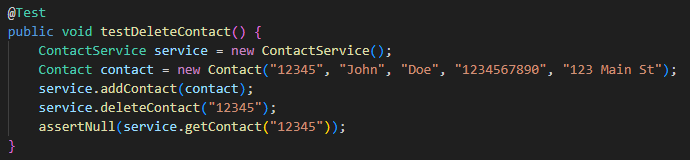 @Test
public void testDeleteContact() {
    ContactService service = new ContactService();
    Contact contact = new Contact("12345", "John", "Doe", "1234567890", "123 Main St");
    service.addContact(contact);
    service.deleteContact("12345");
    assertNull(service.getContact("12345"));
}